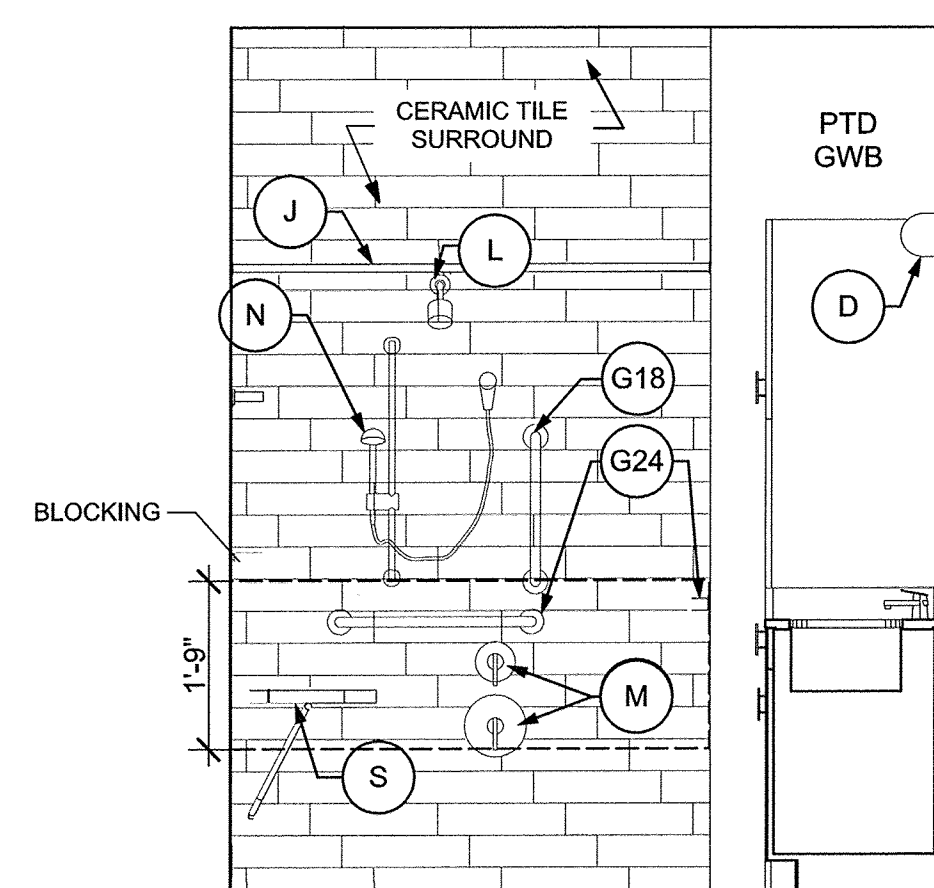 CERAMIC TILE
SURROUND
PTD
GWB
J
L
D
N
G18
G24
BLOCKING
1'-9"
M
S